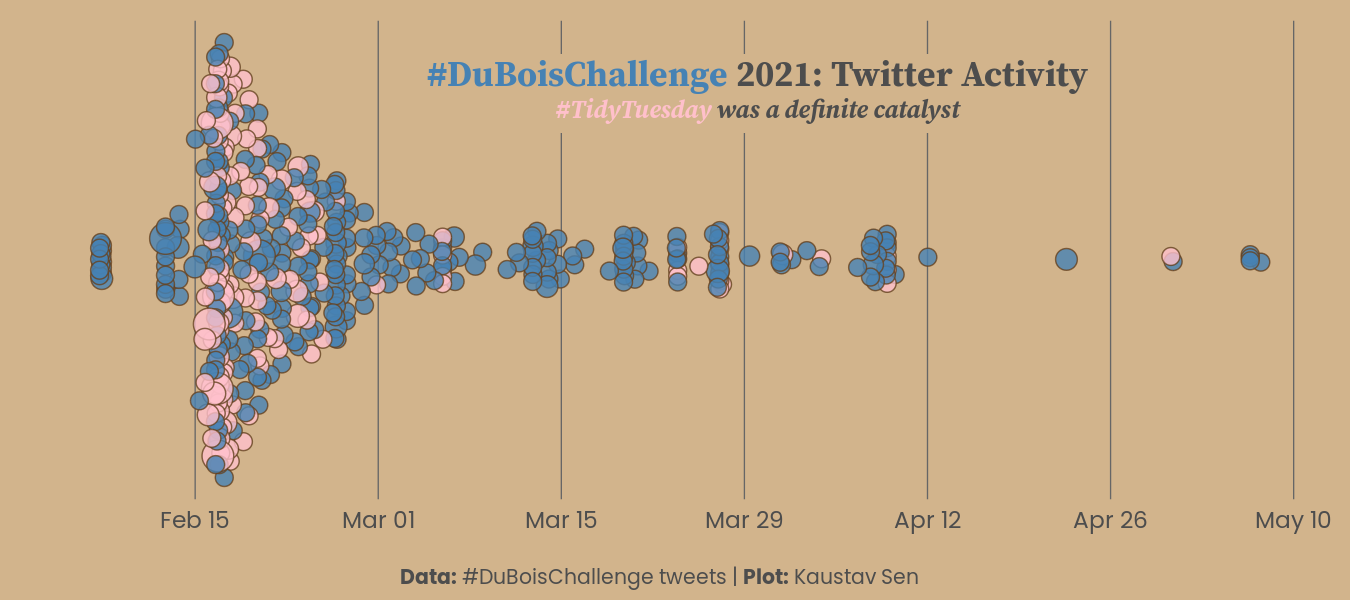 #DuBoisChallenge 2021: Twitter Activity
#TidyTuesday was a definite catalyst
Feb 15 Mar 01 Mar 15 Mar 29 Apr 12 Apr 26 May 10
Data: #DuBoisChallenge tweets | Plot: Kaustav Sen